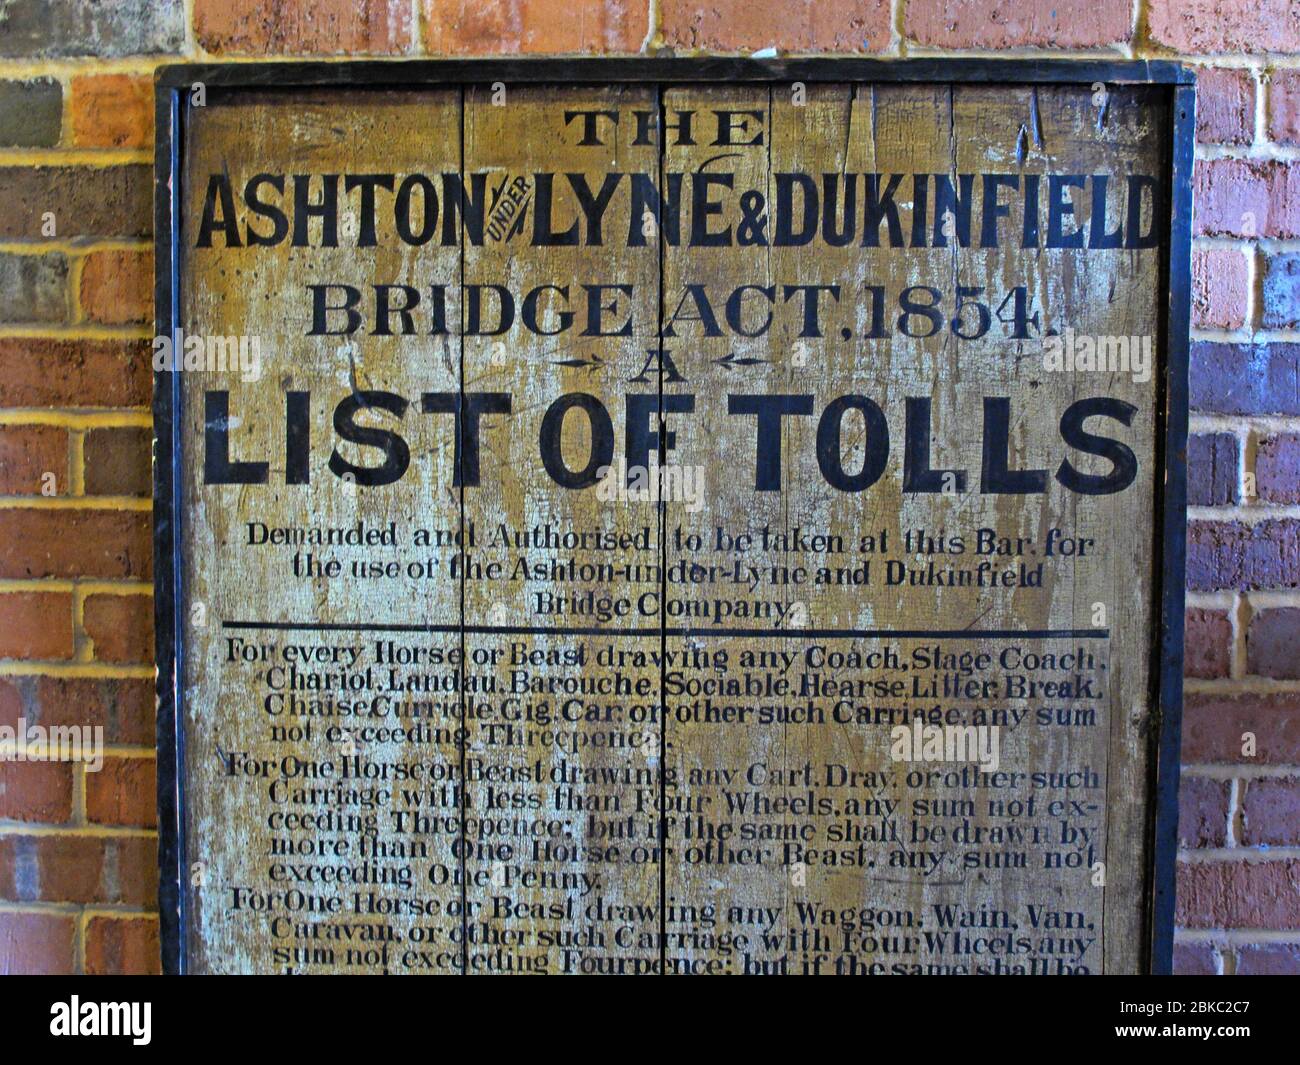 THE
ASHTON UNDER LYNE & DUKINFIELD
BRIDGE ACT, 1854.
A
LIST OF TOLLS
Demanded and Authorised to be taken at this Bar, for
the use of the Ashton-under-Lyne and Dukinfield
Bridge Company.
For every Horse or Beast drawing any Coach, Stage Coach,
Chariot, Landau, Barouche, Sociable, Hearse, Litter, Break,
Chaise, Curricle, Gig, Car, or other such Carriage, any sum
not exceeding Threepence.
For One Horse or Beast drawing any Cart, Dray, or other such
Carriage with less than Four Wheels, any sum not ex-
ceeding Threepence; but if the same shall be drawn by
more than One Horse or other Beast, any sum not
exceeding One Penny.
For One Horse or Beast drawing any Waggon, Wain, Van,
Caravan, or other such Carriage with Four Wheels, any
sum not exceeding Fourpence; but if the same shall be
alamy
Image ID: 2BKC2C7
www.alamy.com